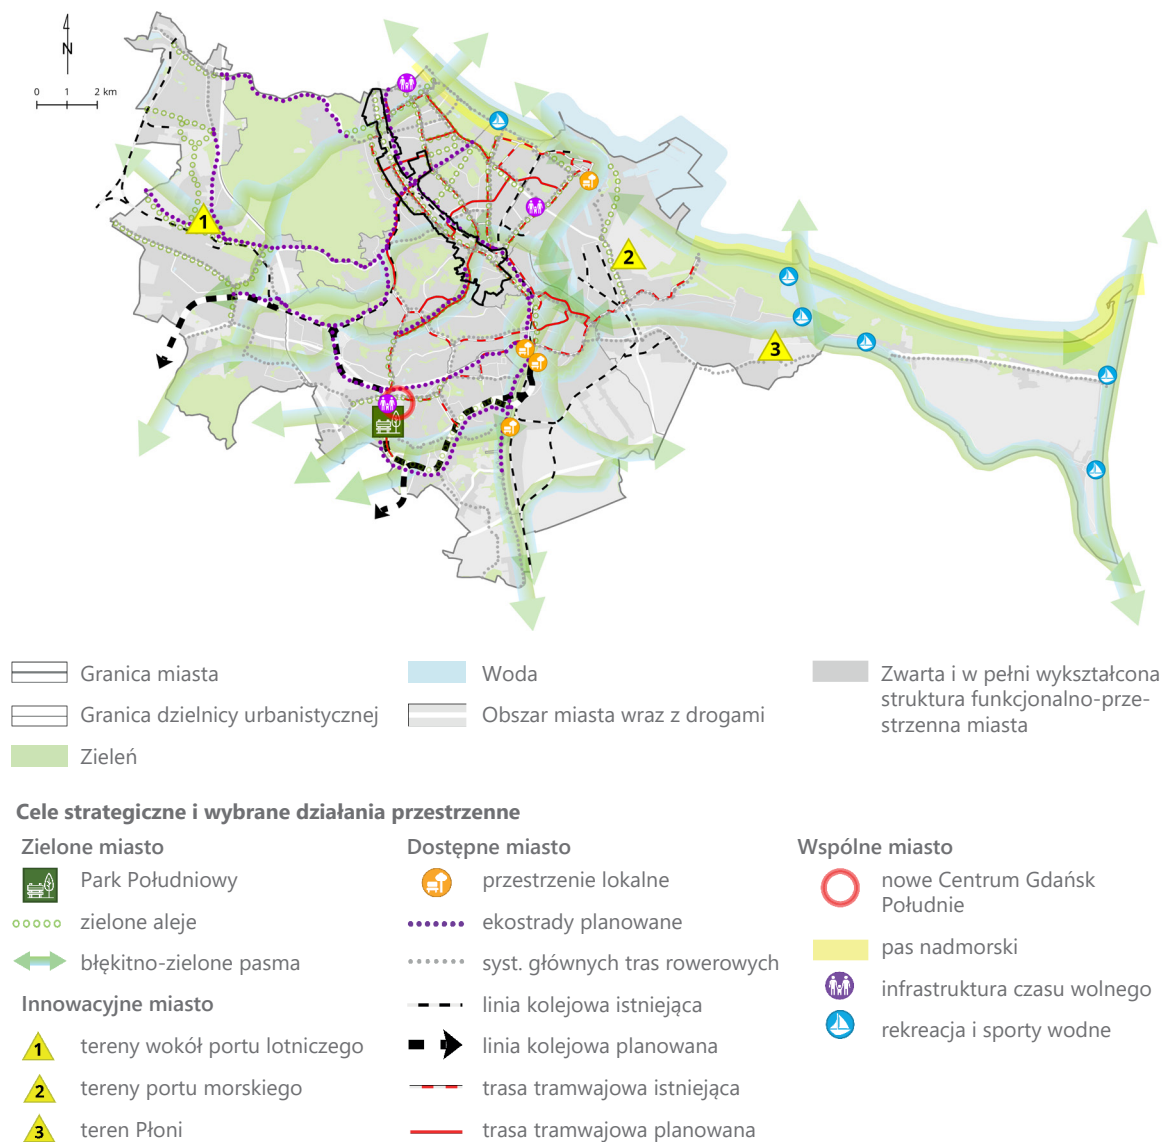 N
0 1 2 km
1
2
3
Granica miasta
Granica dzielnicy urbanistycznej
Zieleń
Woda
Obszar miasta wraz z drogami
Zwarta i w pełni wykształcona
struktura funkcjonalno-prze-
strzenna miasta
Cele strategiczne i wybrane działania przestrzenne
Zielone miasto
Park Południowy
zielone aleje
błękitno-zielone pasma
Innowacyjne miasto
1 tereny wokół portu lotniczego
2 tereny portu morskiego
3 teren Płoni
Dostępne miasto
przestrzenie lokalne
ekostrady planowane
syst. głównych tras rowerowych
linia kolejowa istniejąca
linia kolejowa planowana
trasa tramwajowa istniejąca
trasa tramwajowa planowana
Wspólne miasto
nowe Centrum Gdańsk
Południe
pas nadmorski
infrastruktura czasu wolnego
rekreacja i sporty wodne